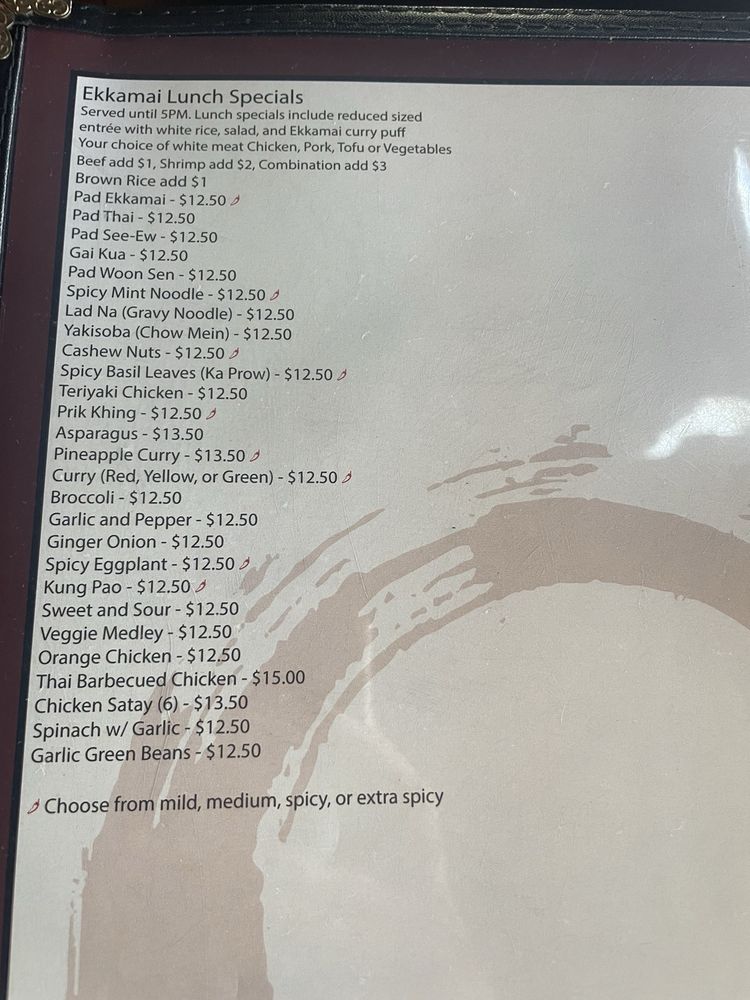 Ekkamai Lunch Specials
Served until 5PM. Lunch specials include reduced sized
entrée with white rice, salad, and Ekkamai curry puff
Your choice of white meat Chicken, Pork, Tofu or Vegetables
Beef add $1, Shrimp add $2, Combination add $3
Brown Rice add $1
Pad Ekkamai - $12.50
Pad Thai - $12.50
Pad See-Ew - $12.50
Gai Kua - $12.50
Pad Woon Sen - $12.50
Spicy Mint Noodle - $12.50
Lad Na (Gravy Noodle) - $12.50
Yakisoba (Chow Mein) - $12.50
Cashew Nuts - $12.50
Spicy Basil Leaves (Ka Prow) - $12.50
Teriyaki Chicken - $12.50
Prik Khing - $12.50
Asparagus - $13.50
Pineapple Curry - $13.50
Curry (Red, Yellow, or Green) - $12.50
Broccoli - $12.50
Garlic and Pepper - $12.50
Ginger Onion - $12.50
Spicy Eggplant - $12.50
Kung Pao - $12.50
Sweet and Sour - $12.50
Veggie Medley - $12.50
Orange Chicken - $12.50
Thai Barbecued Chicken - $15.00
Chicken Satay (6) - $13.50
Spinach w/ Garlic - $12.50
Garlic Green Beans - $12.50
Choose from mild, medium, spicy, or extra spicy